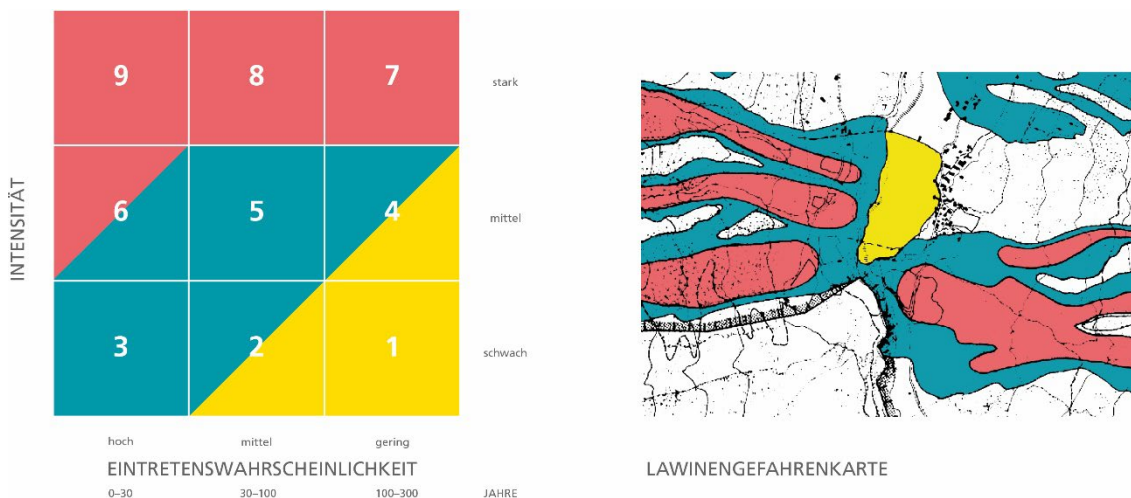 9 8 7 stark
INTENSITÄT
6 5 4 mittel
3 2 1 schwach
hoch mittel gering
EINTRETENSWAHRSCHEINLICHKEIT
0–30 30–100 100–300 JAHRE
LAWINENGEFAHRENKARTE